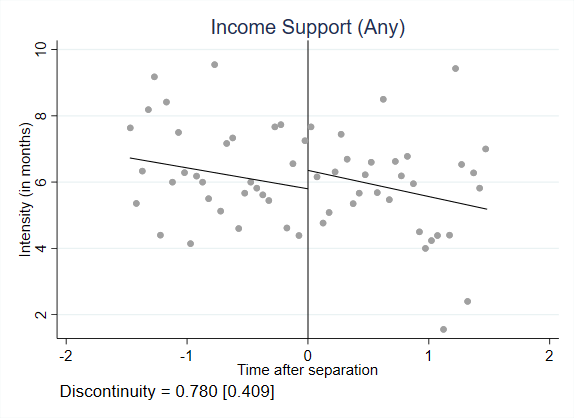 Income Support (Any)
Intensity (in months)
10
8
6
4
2
-2 -1 0 1 2
Time after separation
Discontinuity = 0.780 [0.409]